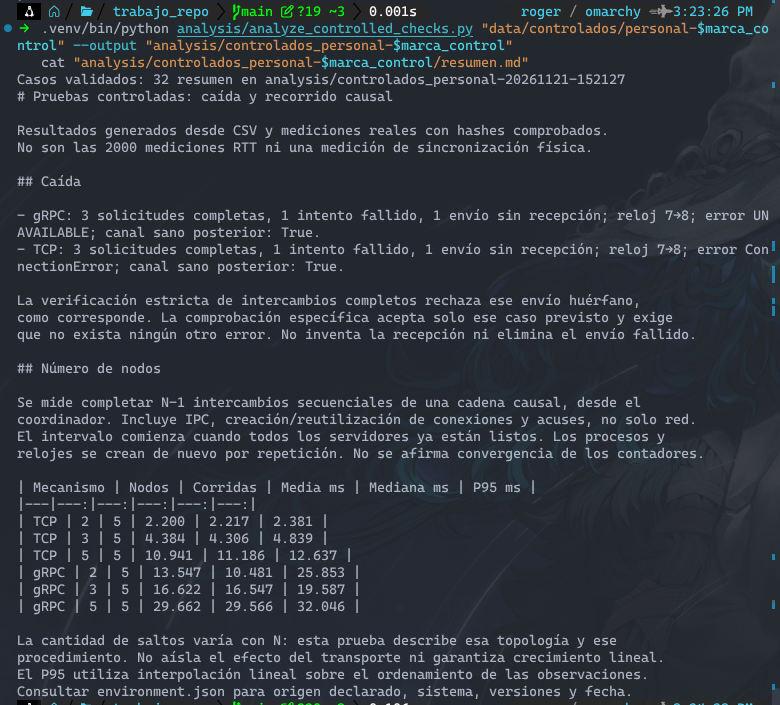 trabajo_repo main ?19 ~3 0.001s roger / omarchy 3:23:26 PM
.venv/bin/python analysis/analyze_controlled_checks.py "data/controlados/personal-$marca_co
ntrol" --output "analysis/controlados_personal-$marca_control"
cat "analysis/controlados_personal-$marca_control/resumen.md"
Casos validados: 32 resumen en analysis/controlados_personal-20261121-152127
# Pruebas controladas: caída y recorrido causal
Resultados generados desde CSV y mediciones reales con hashes comprobados.
No son las 2000 mediciones RTT ni una medición de sincronización física.
## Caída
- gRPC: 3 solicitudes completas, 1 intento fallido, 1 envío sin recepción; reloj 7→8; error UN
AVAILABLE; canal sano posterior: True.
- TCP: 3 solicitudes completas, 1 intento fallido, 1 envío sin recepción; reloj 7→8; error Con
nectionError; canal sano posterior: True.
La verificación estricta de intercambios completos rechaza ese envío huérfano,
como corresponde. La comprobación específica acepta solo ese caso previsto y exige
que no exista ningún otro error. No inventa la recepción ni elimina el envío fallido.
## Número de nodos
Se mide completar N-1 intercambios secuenciales de una cadena causal, desde el
coordinador. Incluye IPC, creación/reutilización de conexiones y acuses, no solo red.
El intervalo comienza cuando todos los servidores ya están listos. Los procesos y
relojes se crean de nuevo por repetición. No se afirma convergencia de los contadores.
| Mecanismo | Nodos | Corridas | Media ms | Mediana ms | P95 ms |
|---|---:|---:|---:|---:|---:|
| TCP | 2 | 5 | 2.200 | 2.217 | 2.381 |
| TCP | 3 | 5 | 4.384 | 4.306 | 4.839 |
| TCP | 5 | 5 | 10.941 | 11.186 | 12.637 |
| gRPC | 2 | 5 | 13.547 | 10.481 | 25.853 |
| gRPC | 3 | 5 | 16.622 | 16.547 | 19.587 |
| gRPC | 5 | 5 | 29.662 | 29.566 | 32.046 |
La cantidad de saltos varía con N: esta prueba describe esa topología y ese
procedimiento. No aísla el efecto del transporte ni garantiza crecimiento lineal.
El P95 utiliza interpolación lineal sobre el ordenamiento de las observaciones.
Consultar environment.json para origen declarado, sistema, versiones y fecha.